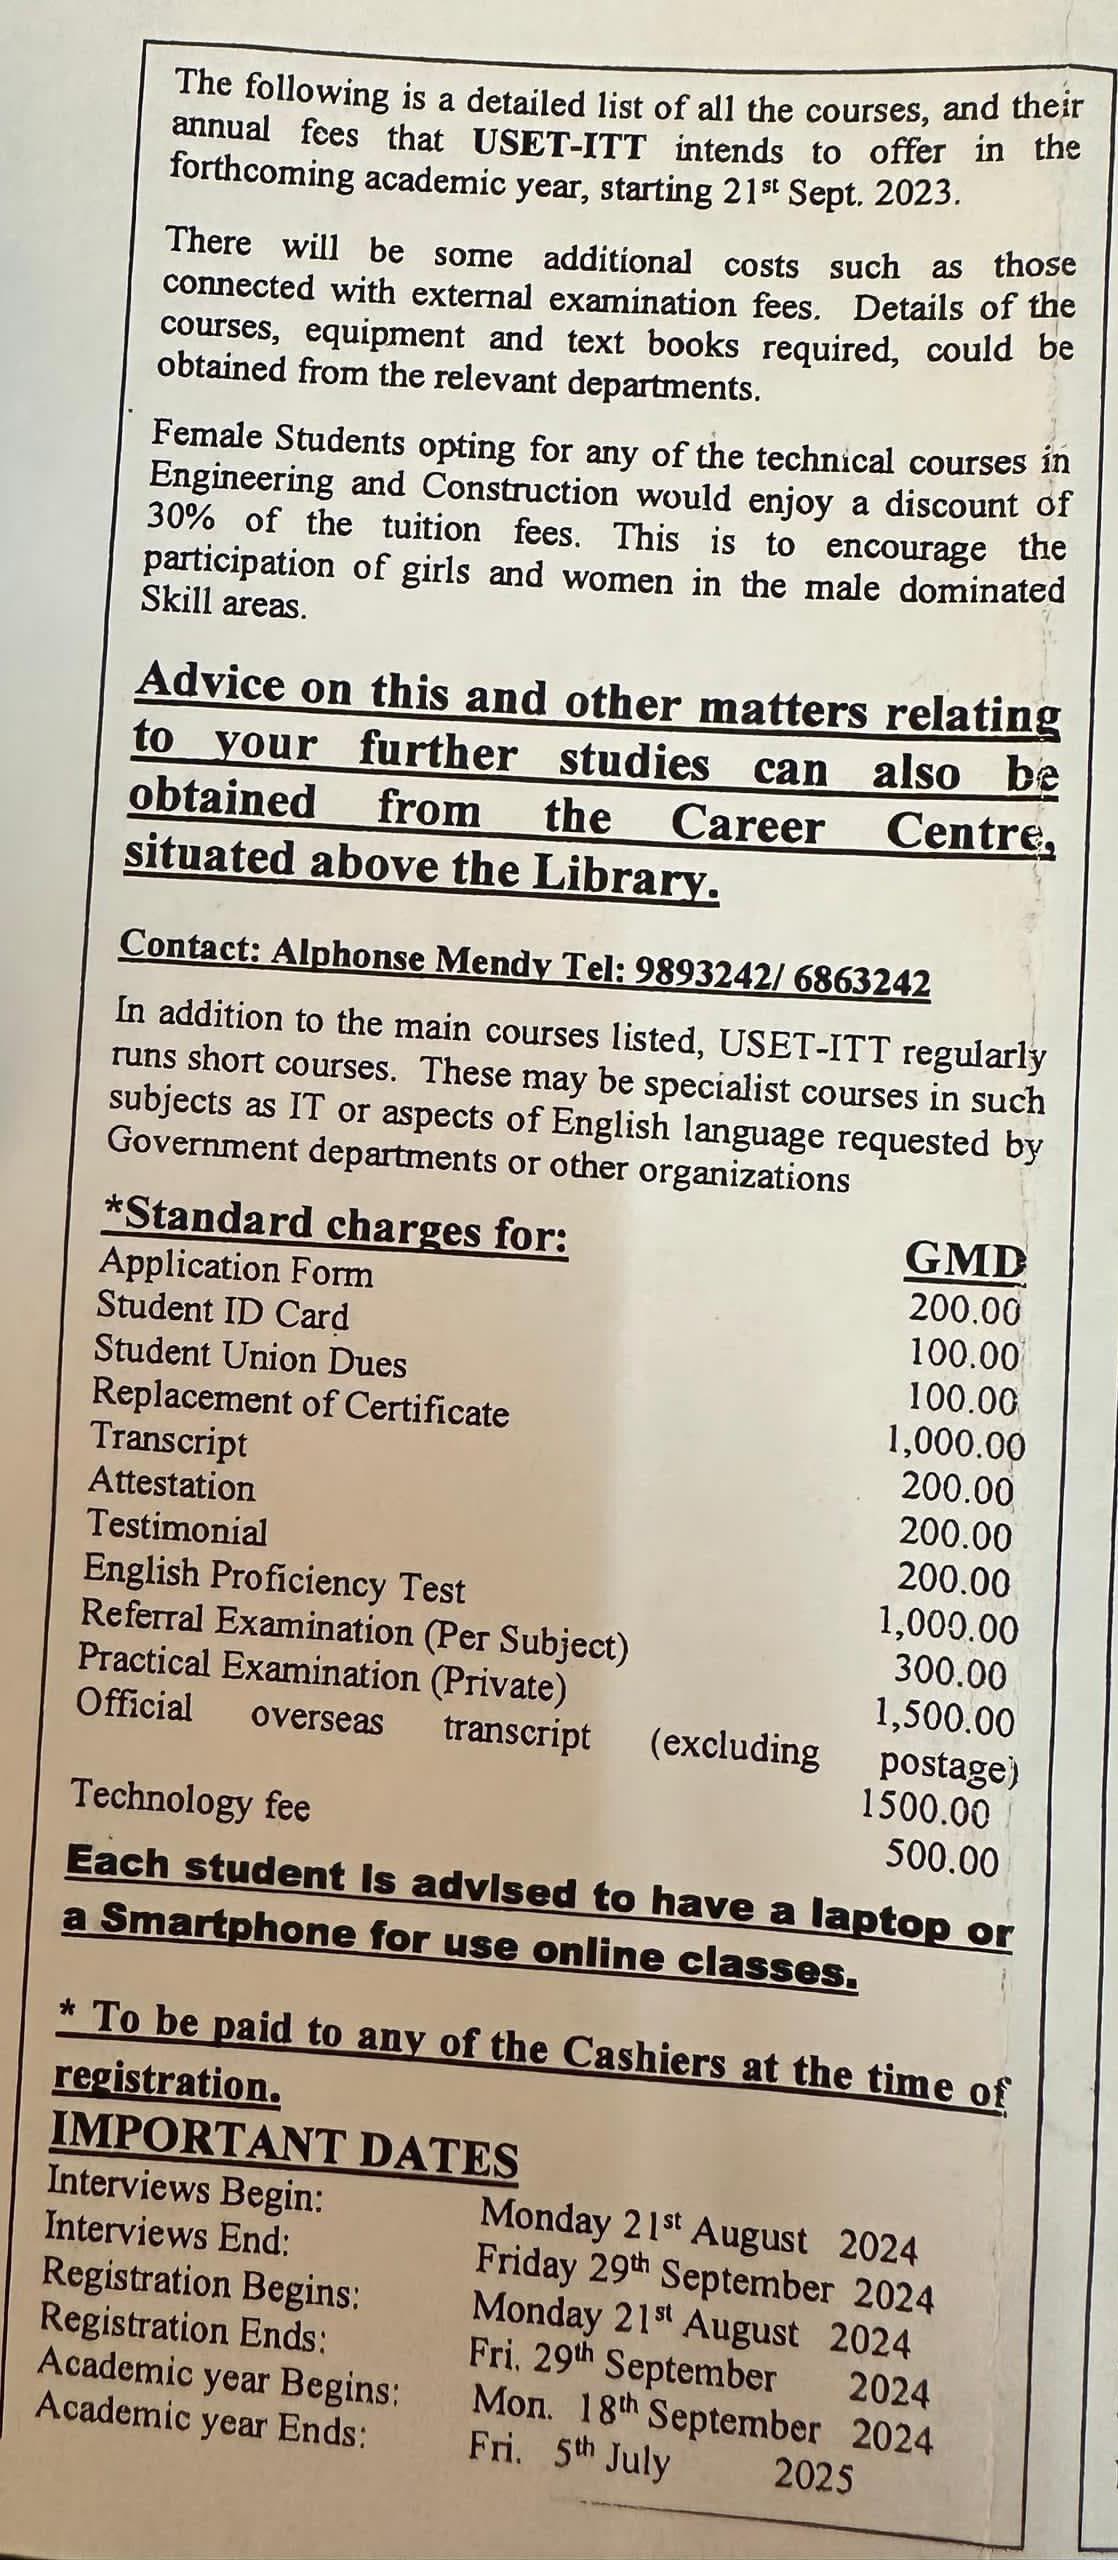 The following is a detailed list of all the courses, and their
annual fees that USET-ITT intends to offer in the
forthcoming academic year, starting 21st Sept. 2023.
There will be some additional costs such as those
connected with external examination fees. Details of the
courses, equipment and text books required, could be
obtained from the relevant departments.
Female Students opting for any of the technical courses in
Engineering and Construction would enjoy a discount of
30% of the tuition fees. This is to encourage the
participation of girls and women in the male dominated
Skill areas.
Advice on this and other matters relating
to your further studies can also be
obtained from the Career Centre,
situated above the Library.
Contact: Alphonse Mendy Tel: 9893242/ 6863242
In addition to the main courses listed, USET-ITT regularly
runs short courses. These may be specialist courses in such
subjects as IT or aspects of English language requested by
Government departments or other organizations
*Standard charges for: GMD
Application Form 200.00
Student ID Card 100.00
Student Union Dues 100.00
Replacement of Certificate 1,000.00
Transcript 200.00
Attestation 200.00
Testimonial 200.00
English Proficiency Test 1,000.00
Referral Examination (Per Subject) 300.00
Practical Examination (Private) 1,500.00
Official overseas transcript (excluding postage)
1500.00
Technology fee 500.00
Each student is advised to have a laptop or
a Smartphone for use online classes.
* To be paid to any of the Cashiers at the time of
registration.
IMPORTANT DATES
Interviews Begin: Monday 21st August 2024
Interviews End: Friday 29th September 2024
Registration Begins: Monday 21st August 2024
Registration Ends: Fri. 29th September 2024
Academic year Begins: Mon. 18th September 2024
Academic year Ends: Fri. 5th July 2025